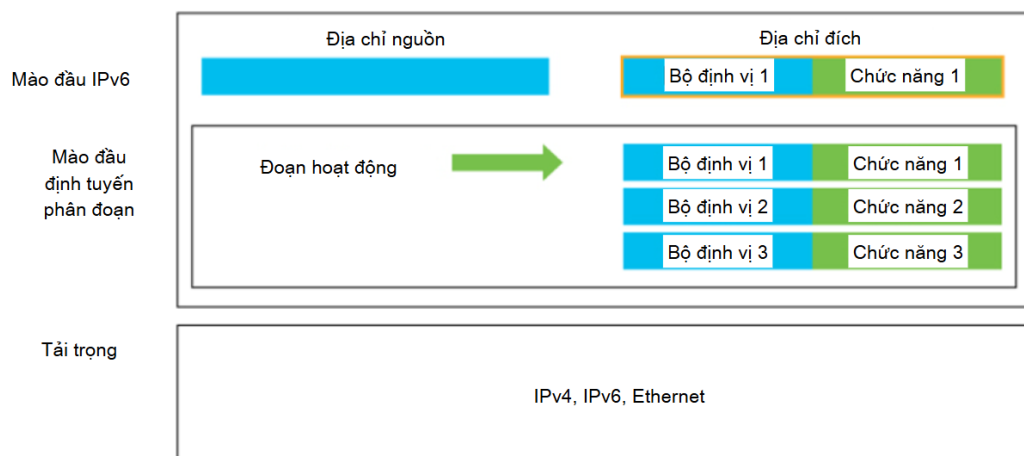 Địa chỉ nguồn
Địa chỉ đích
Mào đầu IPv6
Bộ định vị 1
Chức năng 1
Mào đầu
định tuyến
phân đoạn
Đoạn hoạt động
Bộ định vị 1
Chức năng 1
Bộ định vị 2
Chức năng 2
Bộ định vị 3
Chức năng 3
Tải trọng
IPv4, IPv6, Ethernet